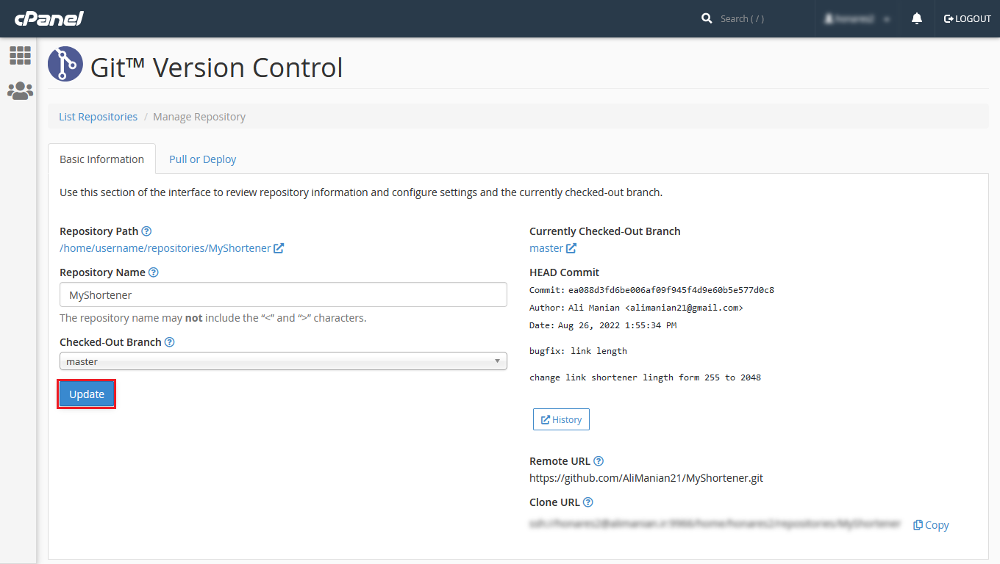 cPanel
Search ( / )
LOGOUT
Git™ Version Control
List Repositories / Manage Repository
Basic Information
Pull or Deploy
Use this section of the interface to review repository information and configure settings and the currently checked-out branch.
Repository Path
/home/username/repositories/MyShortener
Repository Name
MyShortener
The repository name may not include the “<” and “>” characters.
Checked-Out Branch
master
Update
Currently Checked-Out Branch
master
HEAD Commit
Commit: ea088d3fd6be006af09f945f4d9e60b5e577d0c8
Author: Ali Manian <alimanian21@gmail.com>
Date: Aug 26, 2022 1:55:34 PM
bugfix: link length
change link shortener lingth form 255 to 2048
History
Remote URL
https://github.com/AliManian21/MyShortener.git
Clone URL
Copy